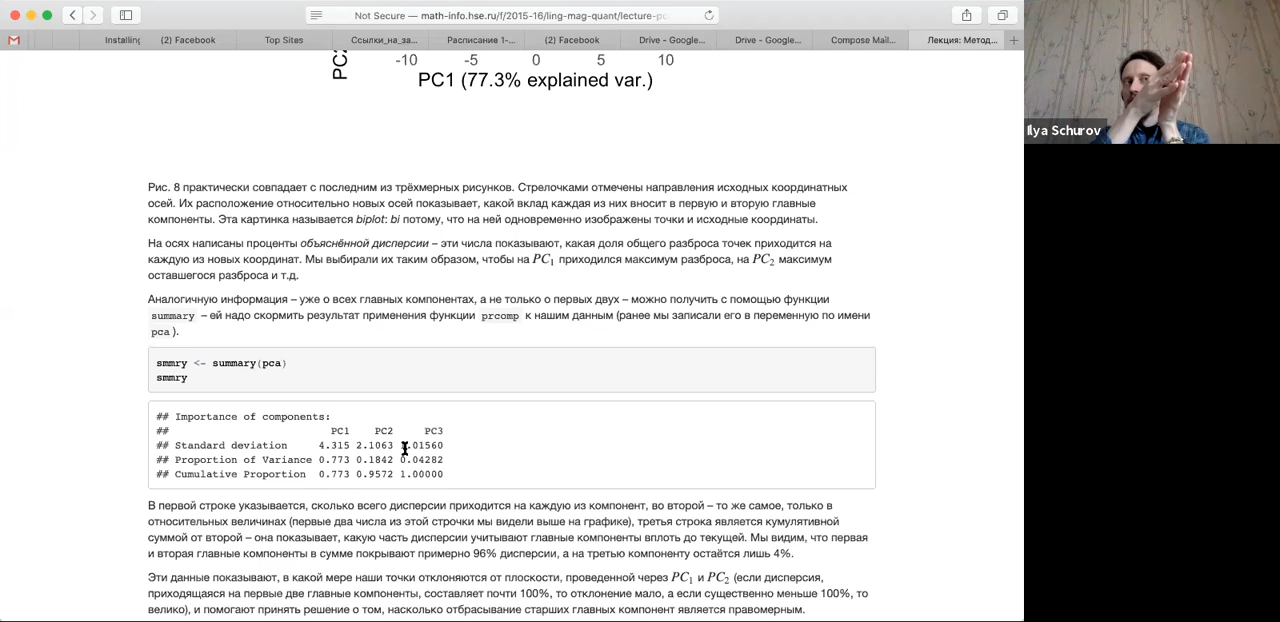 Not Secure — math-info.hse.ru/f/2015-16/ling-mag-quant/lecture-pc
Installing (2) Facebook Top Sites Ссылки_на_за... Расписание 1-... (2) Facebook Drive - Google... Drive - Google... Compose Mail... Лекция: Метод...
-10 -5 0 5 10
PC1 (77.3% explained var.)
Ilya Schurov
Рис. 8 практически совпадает с последним из трёхмерных рисунков. Стрелочками отмечены направления исходных координатных
осей. Их расположение относительно новых осей показывает, какой вклад каждая из них вносит в первую и вторую главные
компоненты. Эта картинка называется biplot: bi потому, что на ней одновременно изображены точки и исходные координаты.
На осях написаны проценты объяснённой дисперсии – эти числа показывают, какая доля общего разброса точек приходится на
каждую из новых координат. Мы выбирали их таким образом, чтобы на PC1 приходился максимум разброса, на PC2 максимум
оставшегося разброса и т.д.
Аналогичную информация – уже о всех главных компонентах, а не только о первых двух – можно получить с помощью функции
summary – ей надо скормить результат применения функции prcomp к нашим данным (ранее мы записали его в переменную по имени
pca ).
smmry <- summary(pca)
smmry
## Importance of components:
## PC1 PC2 PC3
## Standard deviation 4.315 2.1063 .01560
## Proportion of Variance 0.773 0.1842 0.04282
## Cumulative Proportion 0.773 0.9572 1.00000
В первой строке указывается, сколько всего дисперсии приходится на каждую из компонент, во второй – то же самое, только в
относительных величинах (первые два числа из этой строчки мы видели выше на графике), третья строка является кумулятивной
суммой от второй – она показывает, какую часть дисперсии учитывают главные компоненты вплоть до текущей. Мы видим, что первая
и вторая главные компоненты в сумме покрывают примерно 96% дисперсии, а на третью компоненту остаётся лишь 4%.
Эти данные показывают, в какой мере наши точки отклоняются от плоскости, проведенной через PC1 и PC2 (если дисперсия,
приходящаяся на первые две главные компоненты, составляет почти 100%, то отклонение мало, а если существенно меньше 100%, то
велико), и помогают принять решение о том, насколько отбрасывание старших главных компонент является правомерным.